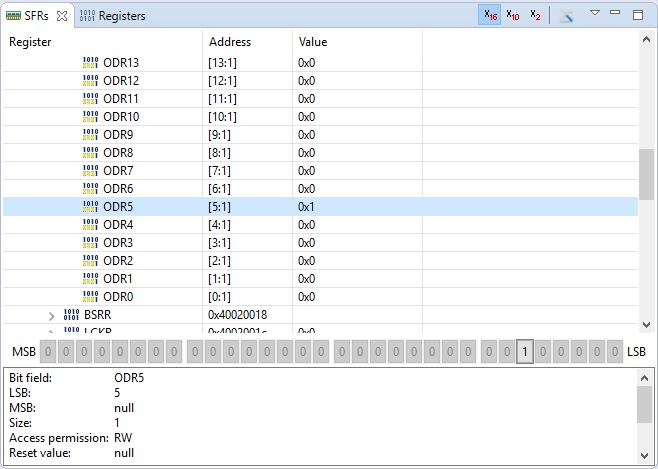 SFRs Registers X16 X10 X2
Register Address Value
ODR13 [13:1] 0x0
ODR12 [12:1] 0x0
ODR11 [11:1] 0x0
ODR10 [10:1] 0x0
ODR9 [9:1] 0x0
ODR8 [8:1] 0x0
ODR7 [7:1] 0x0
ODR6 [6:1] 0x0
ODR5 [5:1] 0x1
ODR4 [4:1] 0x0
ODR3 [3:1] 0x0
ODR2 [2:1] 0x0
ODR1 [1:1] 0x0
ODR0 [0:1] 0x0
BSRR 0x40020018
LCKR 0x4002001c 0x0
MSB 0 0 0 0 0 0 0 0 0 0 0 0 0 0 0 0 0 0 0 0 0 0 0 0 0 0 1 0 0 0 0 0 LSB
Bit field: ODR5
LSB: 5
MSB: null
Size: 1
Access permission: RW
Reset value: null